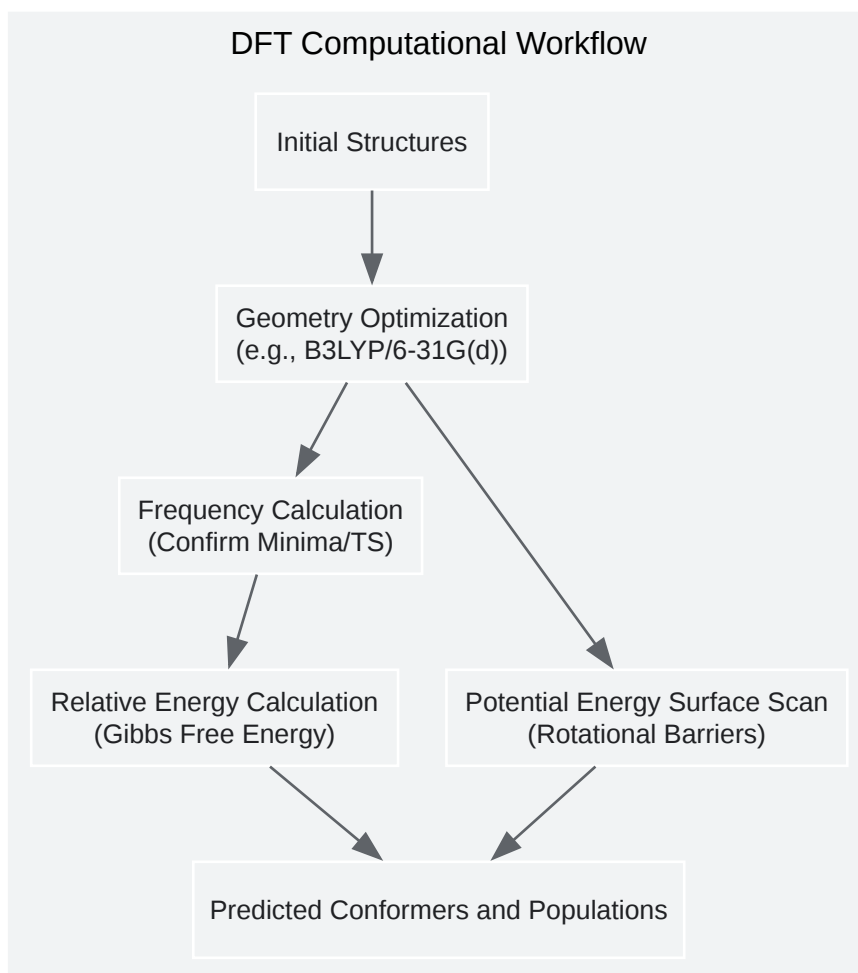 DFT Computational Workflow
Initial Structures
Geometry Optimization
(e.g., B3LYP/6-31G(d))
Frequency Calculation
(Confirm Minima/TS)
Relative Energy Calculation
(Gibbs Free Energy)
Potential Energy Surface Scan
(Rotational Barriers)
Predicted Conformers and Populations